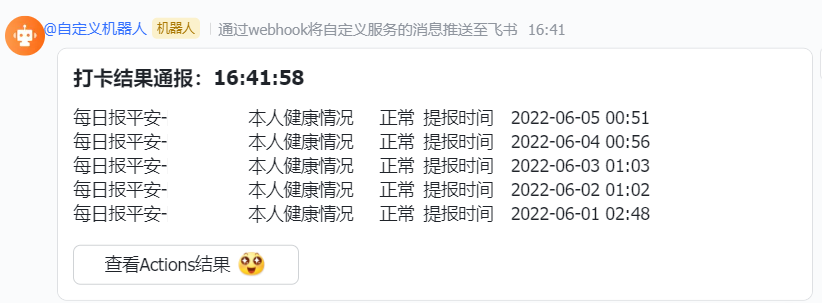 @自定义机器人 机器人 通过webhook将自定义服务的消息推送至飞书 16:41
打卡结果通报：16:41:58
每日报平安- 本人健康情况 正常 提报时间 2022-06-05 00:51
每日报平安- 本人健康情况 正常 提报时间 2022-06-04 00:56
每日报平安- 本人健康情况 正常 提报时间 2022-06-03 01:03
每日报平安- 本人健康情况 正常 提报时间 2022-06-02 01:02
每日报平安- 本人健康情况 正常 提报时间 2022-06-01 02:48
查看Actions结果